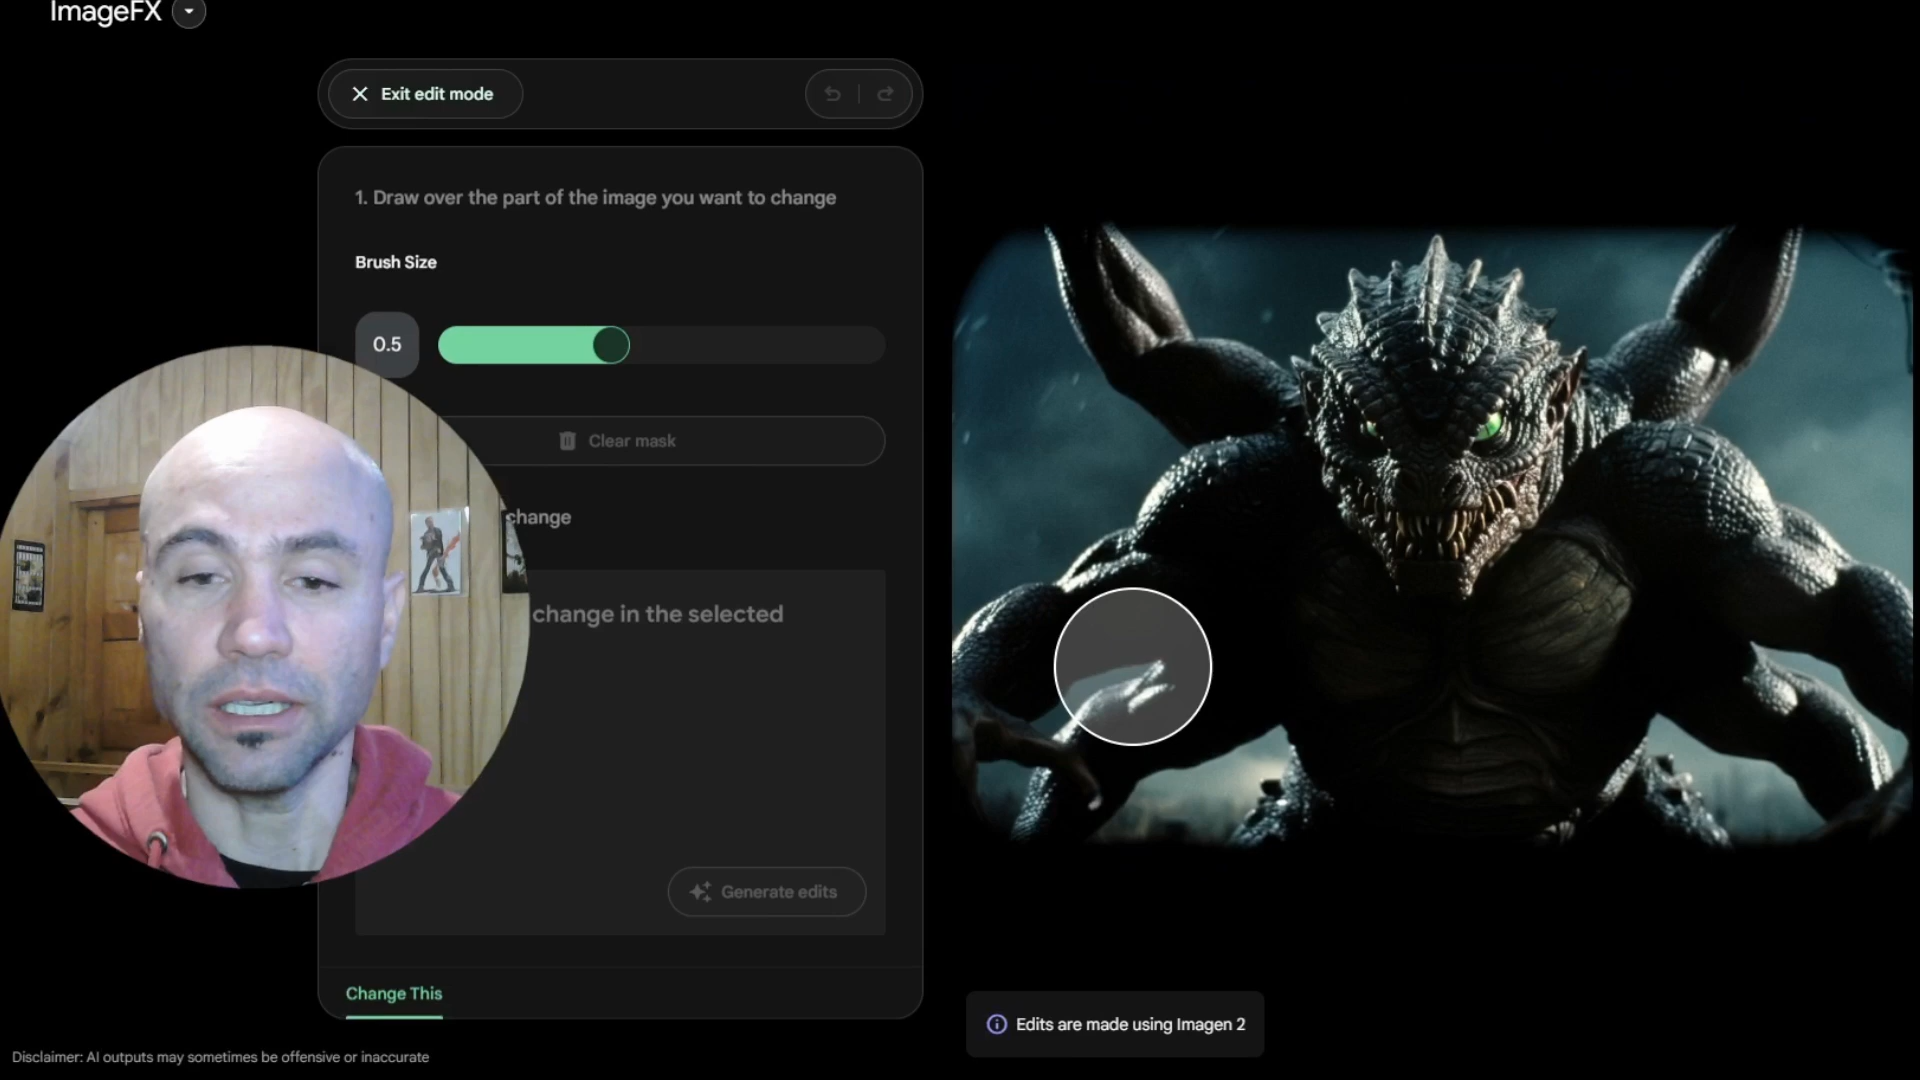 ImageFX
Exit edit mode
1. Draw over the part of the image you want to change
Brush Size
0.5
Clear mask
change
change in the selected
Generate edits
Change This
Edits are made using Imagen 2
Disclaimer: AI outputs may sometimes be offensive or inaccurate